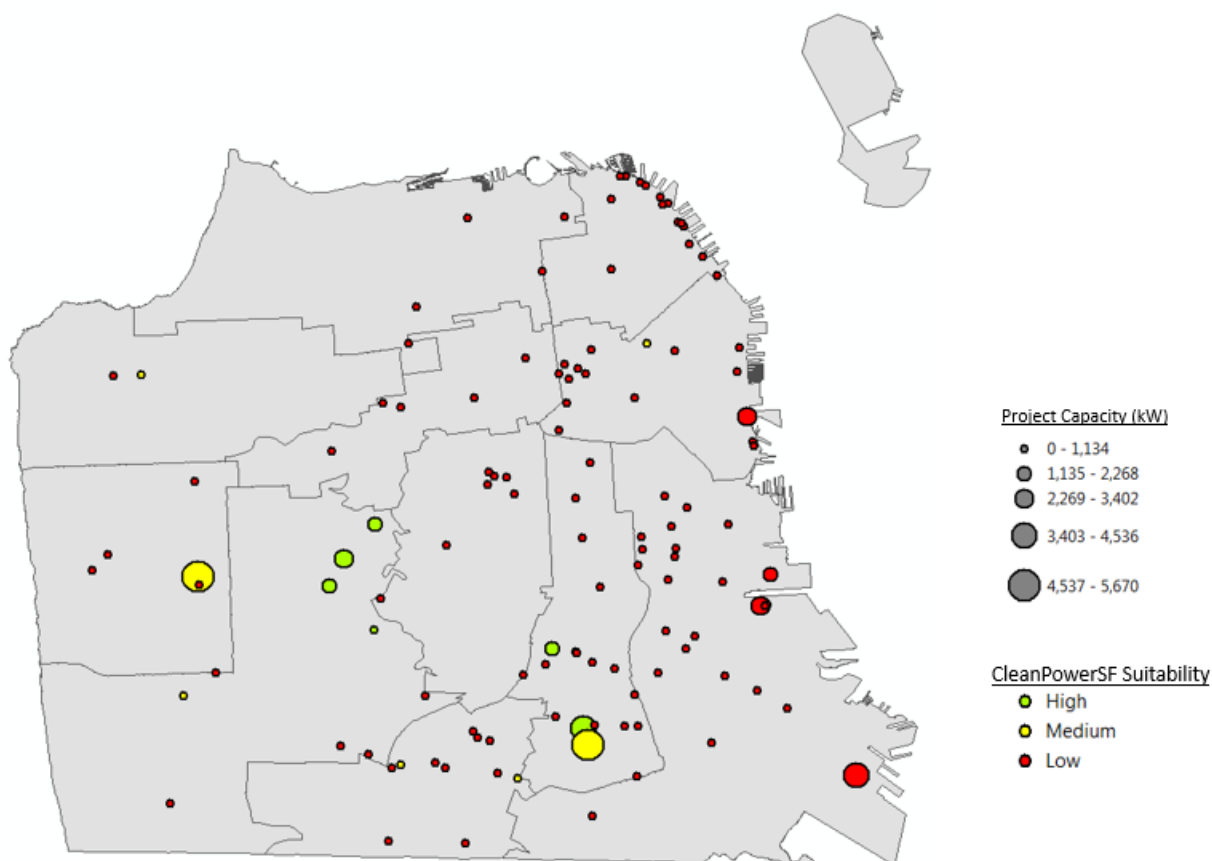 Project Capacity (kW)
0 - 1,134
1,135 - 2,268
2,269 - 3,402
3,403 - 4,536
4,537 - 5,670
CleanPowerSF Suitability
High
Medium
Low